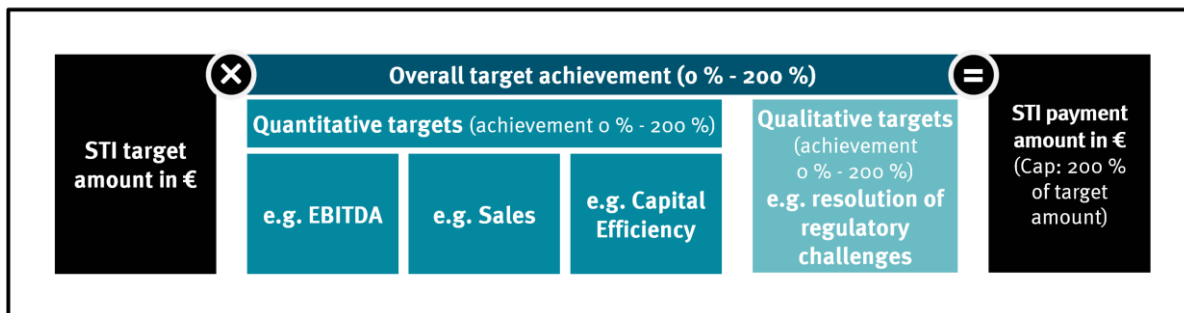 STI target
amount in €
×
Overall target achievement (0 % - 200 %)
=
Quantitative targets (achievement 0 % - 200 %)
e.g. EBITDA
e.g. Sales
e.g. Capital
Efficiency
Qualitative targets
(achievement
0 % - 200 %)
e.g. resolution of
regulatory
challenges
STI payment
amount in €
(Cap: 200 %
of target
amount)